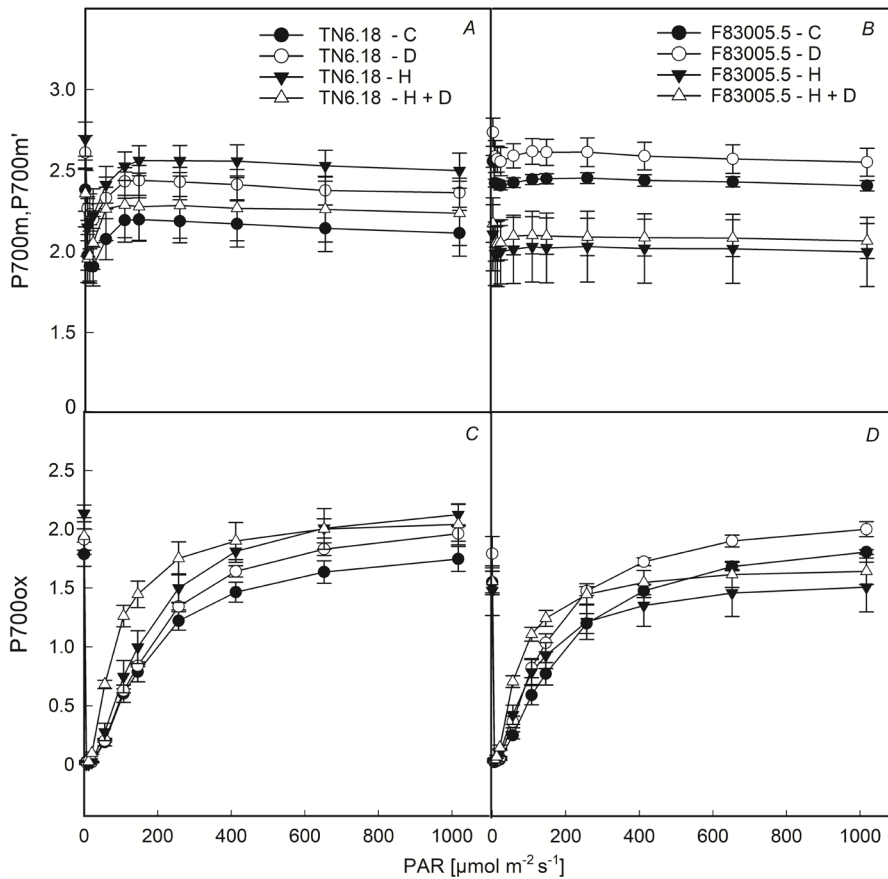 A
TN6.18 - C
TN6.18 - D
TN6.18 - H
TN6.18 - H + D
B
F83005.5 - C
F83005.5 - D
F83005.5 - H
F83005.5 - H + D
P700m, P700m'
3.0
2.5
2.0
1.5
0
C
D
P700ox
2.5
2.0
1.5
1.0
0.5
0
0 200 400 600 800 1000
0 200 400 600 800 1000
PAR [µmol m⁻² s⁻¹]